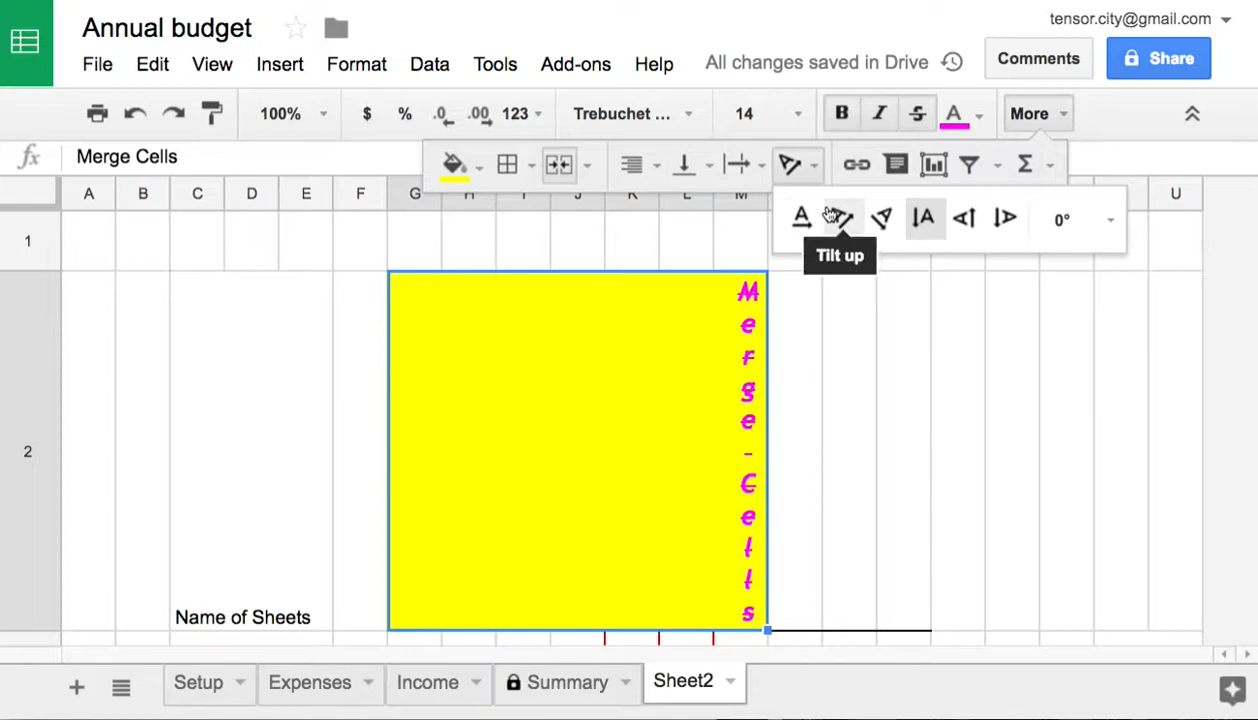 Annual budget
tensor.city@gmail.com
File Edit View Insert Format Data Tools Add-ons Help All changes saved in Drive Comments Share
100% $ % .0 .00 123 Trebuchet ... 14 B I S A More
fx Merge Cells
A B C D E F G H I J K L M U
A A A A A A 0°
Tilt up
1
2
Merge Cells
Name of Sheets
Setup Expenses Income Summary Sheet2